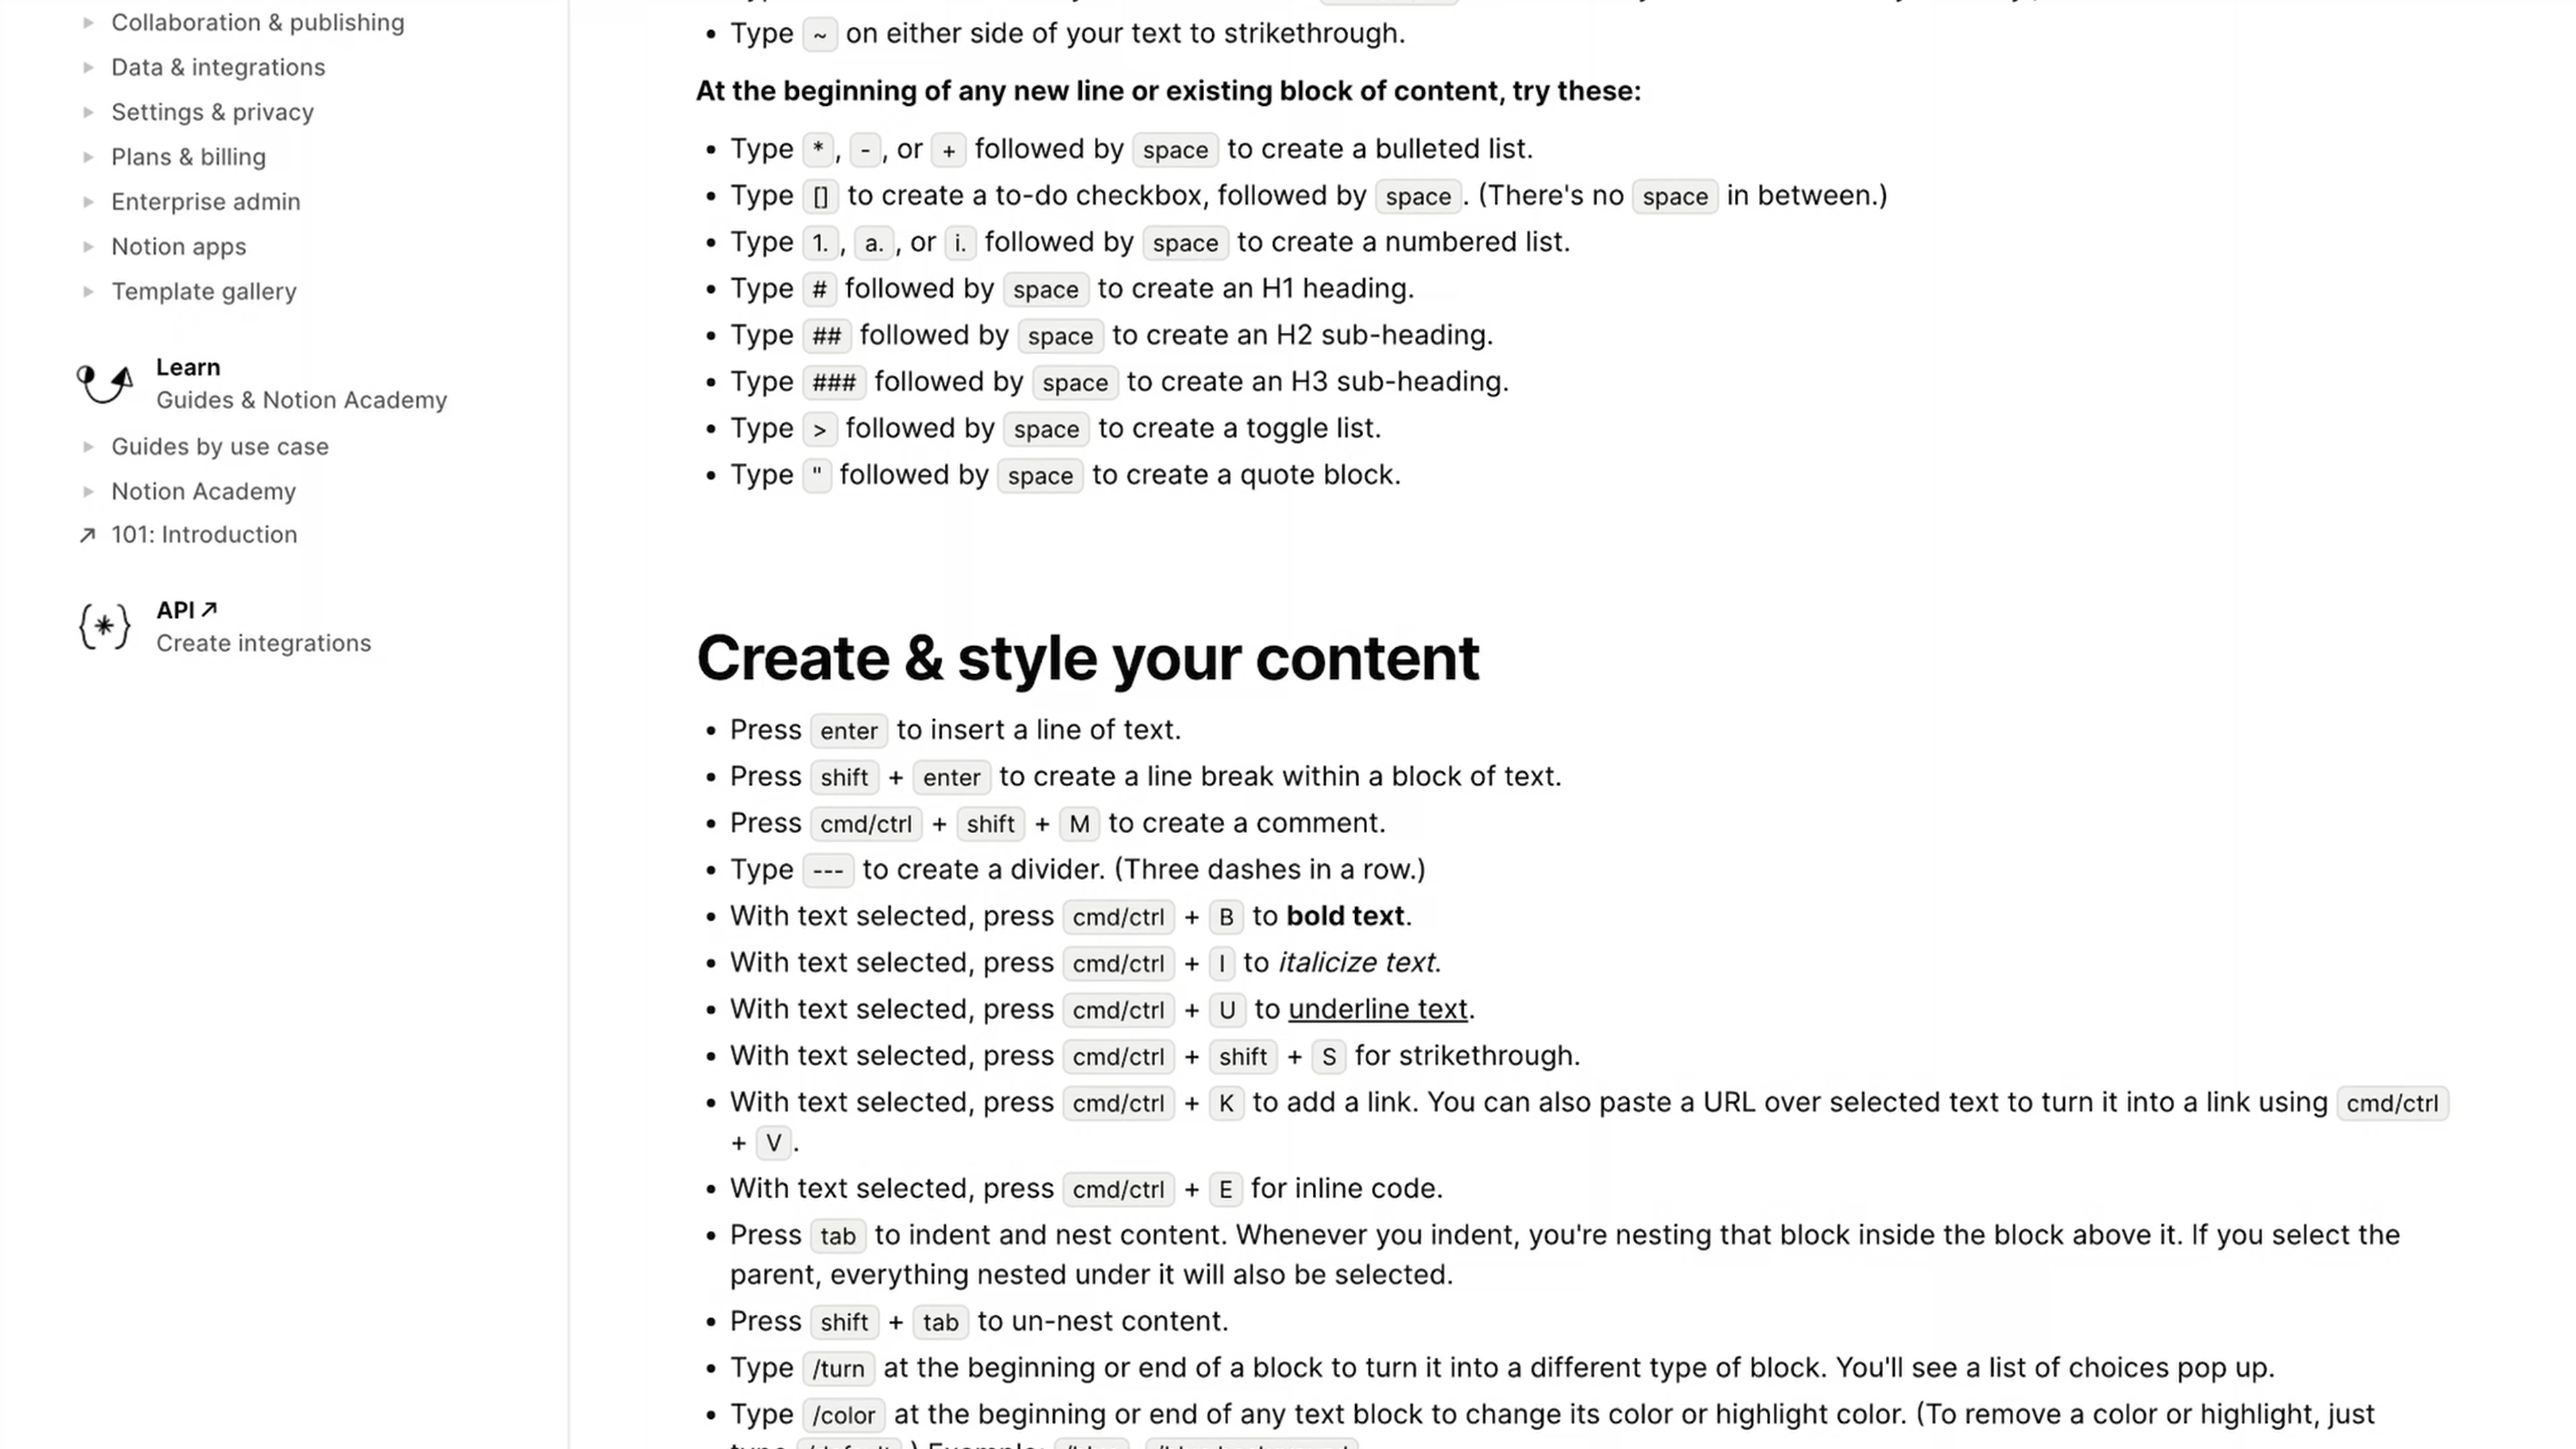 Collaboration & publishing
Data & integrations
Settings & privacy
Plans & billing
Enterprise admin
Notion apps
Template gallery
Learn
Guides & Notion Academy
Guides by use case
Notion Academy
101: Introduction
API
Create integrations
• Type ~ on either side of your text to strikethrough.
At the beginning of any new line or existing block of content, try these:
• Type *, -, or + followed by space to create a bulleted list.
• Type [] to create a to-do checkbox, followed by space. (There's no space in between.)
• Type 1., a., or i. followed by space to create a numbered list.
• Type # followed by space to create an H1 heading.
• Type ## followed by space to create an H2 sub-heading.
• Type ### followed by space to create an H3 sub-heading.
• Type > followed by space to create a toggle list.
• Type " followed by space to create a quote block.
Create & style your content
• Press enter to insert a line of text.
• Press shift + enter to create a line break within a block of text.
• Press cmd/ctrl + shift + M to create a comment.
• Type --- to create a divider. (Three dashes in a row.)
• With text selected, press cmd/ctrl + B to bold text.
• With text selected, press cmd/ctrl + I to italicize text.
• With text selected, press cmd/ctrl + U to underline text.
• With text selected, press cmd/ctrl + shift + S for strikethrough.
• With text selected, press cmd/ctrl + K to add a link. You can also paste a URL over selected text to turn it into a link using cmd/ctrl
+ V.
• With text selected, press cmd/ctrl + E for inline code.
• Press tab to indent and nest content. Whenever you indent, you're nesting that block inside the block above it. If you select the
parent, everything nested under it will also be selected.
• Press shift + tab to un-nest content.
• Type /turn at the beginning or end of a block to turn it into a different type of block. You'll see a list of choices pop up.
• Type /color at the beginning or end of any text block to change its color or highlight color. (To remove a color or highlight, just